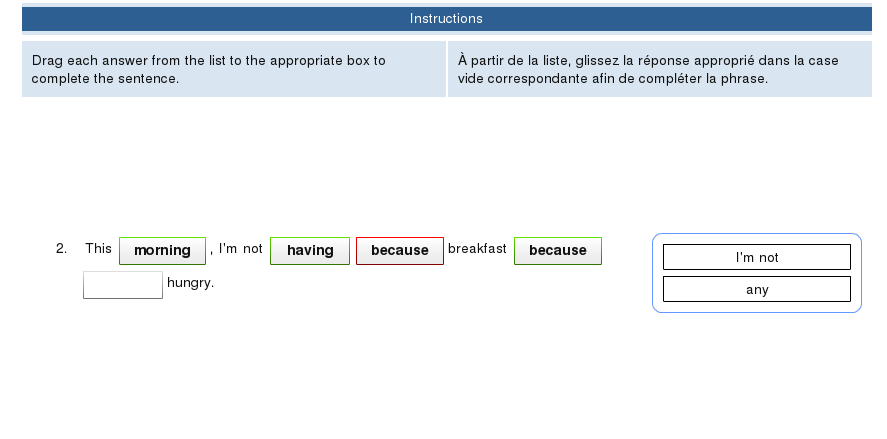 Instructions
Drag each answer from the list to the appropriate box to
complete the sentence.
À partir de la liste, glissez la réponse approprié dans la case
vide correspondante afin de compléter la phrase.
2. This morning , I'm not having because breakfast because
hungry.
I'm not
any